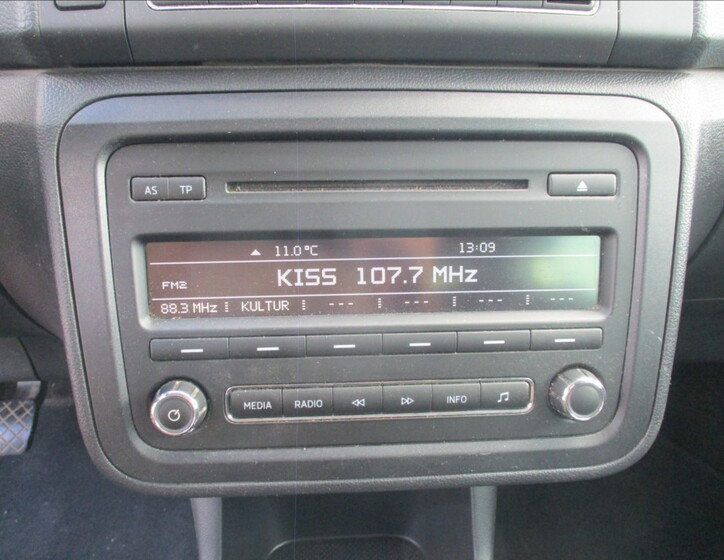 AS TP
11.0 °C 13:09
KISS 107.7 MHz
FM2
88.3 MHz KULTUR --- --- --- ---
MEDIA RADIO INFO